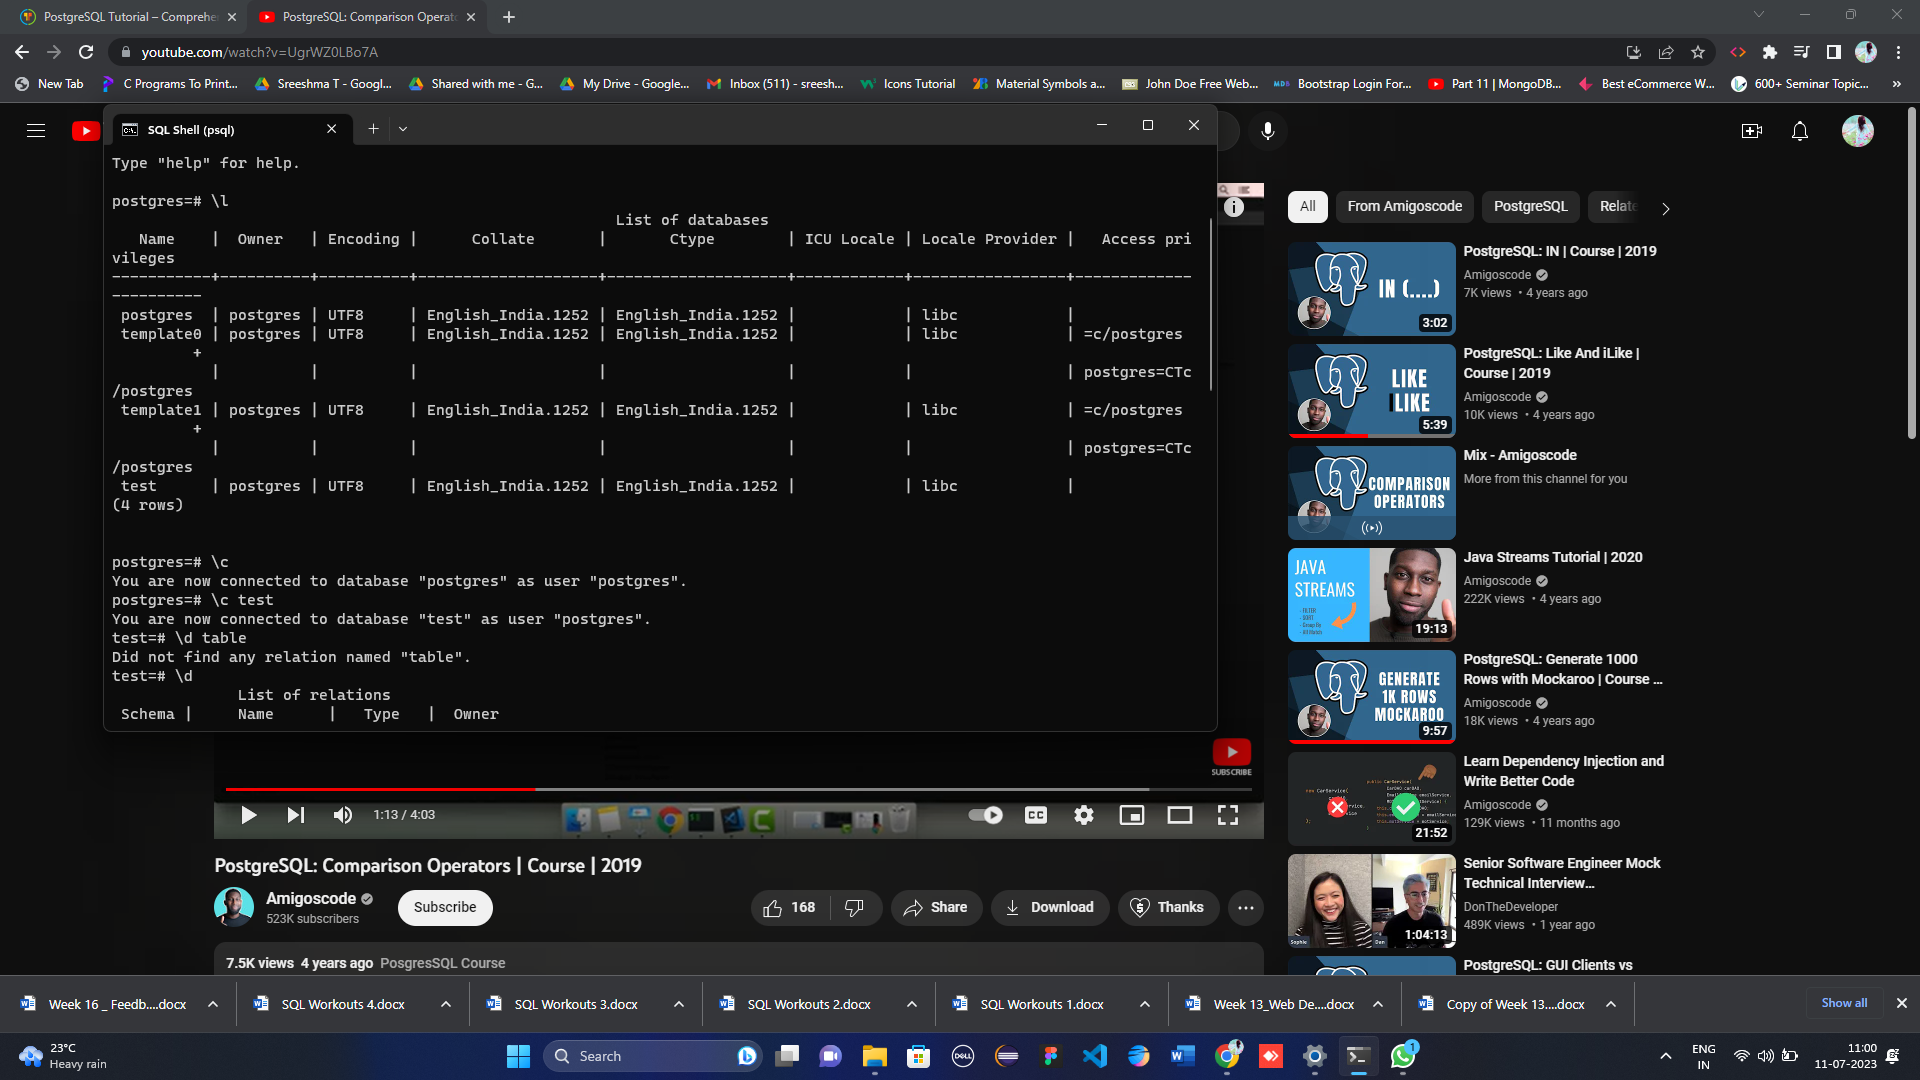 PostgreSQL Tutorial – Comprehe
PostgreSQL: Comparison Operato
youtube.com/watch?v=UgrWZ0LBo7A
New Tab
C Programs To Print...
Sreeshma T - Googl...
Shared with me - G...
My Drive - Google...
Inbox (511) - sreesh...
Icons Tutorial
Material Symbols a...
John Doe Free Web...
Bootstrap Login For...
Part 11 | MongoDB...
Best eCommerce W...
600+ Seminar Topic...
SQL Shell (psql)
Type "help" for help.
postgres=# \l
List of databases
Name | Owner | Encoding | Collate | Ctype | ICU Locale | Locale Provider | Access pri
vileges
-----------+----------+----------+--------------------+--------------------+------------+-----------------+-------------
----------
postgres | postgres | UTF8 | English_India.1252 | English_India.1252 | | libc |
template0 | postgres | UTF8 | English_India.1252 | English_India.1252 | | libc | =c/postgres
+
| | | | | | | postgres=CTc
/postgres
template1 | postgres | UTF8 | English_India.1252 | English_India.1252 | | libc | =c/postgres
+
| | | | | | | postgres=CTc
/postgres
test | postgres | UTF8 | English_India.1252 | English_India.1252 | | libc |
(4 rows)
postgres=# \c
You are now connected to database "postgres" as user "postgres".
postgres=# \c test
You are now connected to database "test" as user "postgres".
test=# \d table
Did not find any relation named "table".
test=# \d
List of relations
Schema | Name | Type | Owner
SUBSCRIBE
1:13 / 4:03
CC
PostgreSQL: Comparison Operators | Course | 2019
Amigoscode
523K subscribers
Subscribe
168
Share
Download
Thanks
7.5K views 4 years ago PosgresSQL Course
All
From Amigoscode
PostgreSQL
Relate
IN (....)
3:02
PostgreSQL: IN | Course | 2019
Amigoscode
7K views • 4 years ago
LIKE
ILIKE
5:39
PostgreSQL: Like And iLike |
Course | 2019
Amigoscode
10K views • 4 years ago
COMPARISON
OPERATORS
Mix - Amigoscode
More from this channel for you
JAVA
STREAMS
19:13
Java Streams Tutorial | 2020
Amigoscode
222K views • 4 years ago
GENERATE
1K ROWS
MOCKAROO
9:57
PostgreSQL: Generate 1000
Rows with Mockaroo | Course ...
Amigoscode
18K views • 4 years ago
21:52
Learn Dependency Injection and
Write Better Code
Amigoscode
129K views • 11 months ago
Sophie
Dan
1:04:13
Senior Software Engineer Mock
Technical Interview...
DonTheDeveloper
489K views • 1 year ago
PostgreSQL: GUI Clients vs
Week 16 _ Feedb....docx
SQL Workouts 4.docx
SQL Workouts 3.docx
SQL Workouts 2.docx
SQL Workouts 1.docx
Week 13_Web De....docx
Copy of Week 13....docx
Show all
23°C
Heavy rain
Search
DELL
1
ENG
IN
11:00
11-07-2023